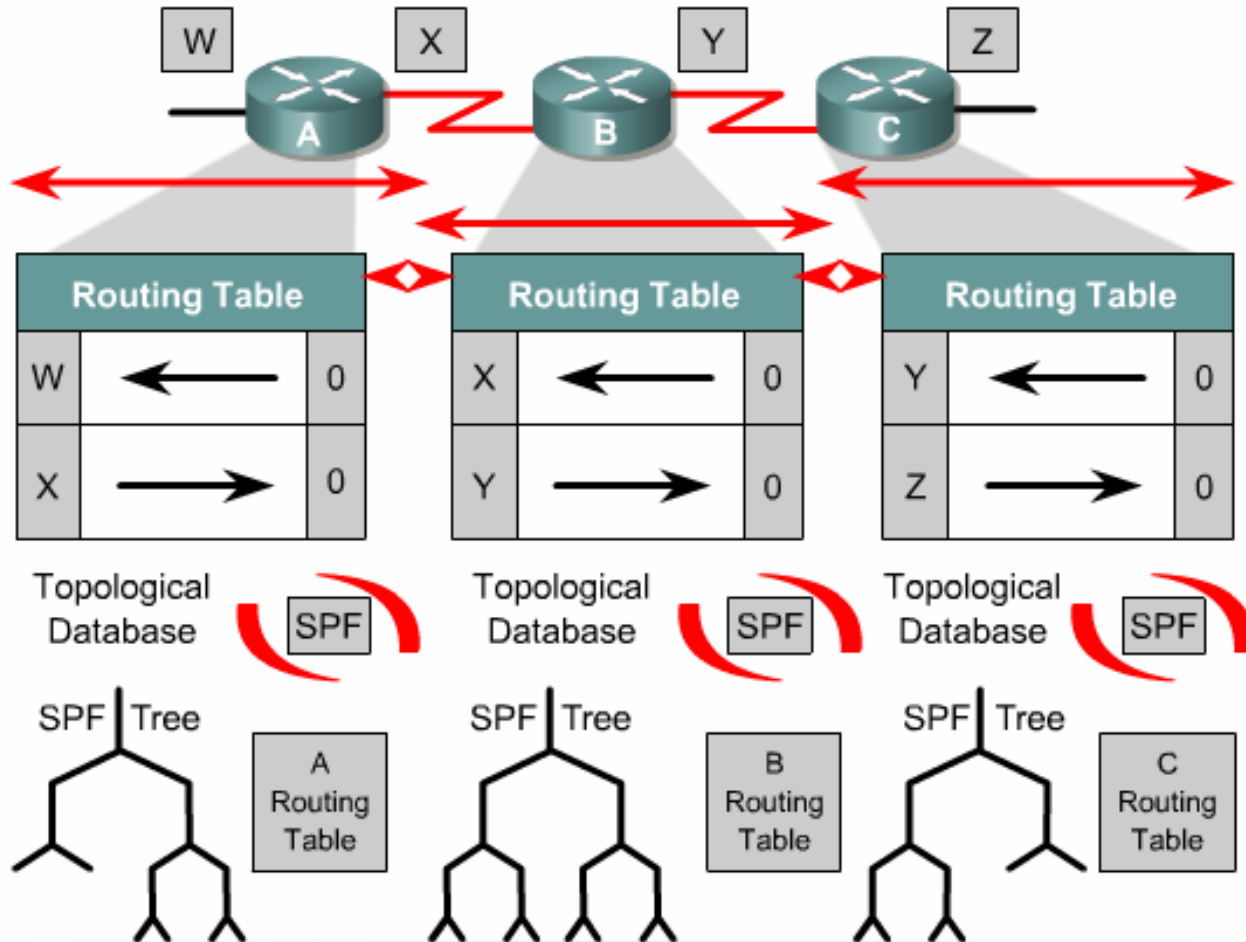 W
X
Y
Z
A
B
C
Routing Table
W 0
X 0
Routing Table
X 0
Y 0
Routing Table
Y 0
Z 0
Topological
Database
SPF
Topological
Database
SPF
Topological
Database
SPF
SPF Tree
A
Routing
Table
SPF Tree
B
Routing
Table
SPF Tree
C
Routing
Table